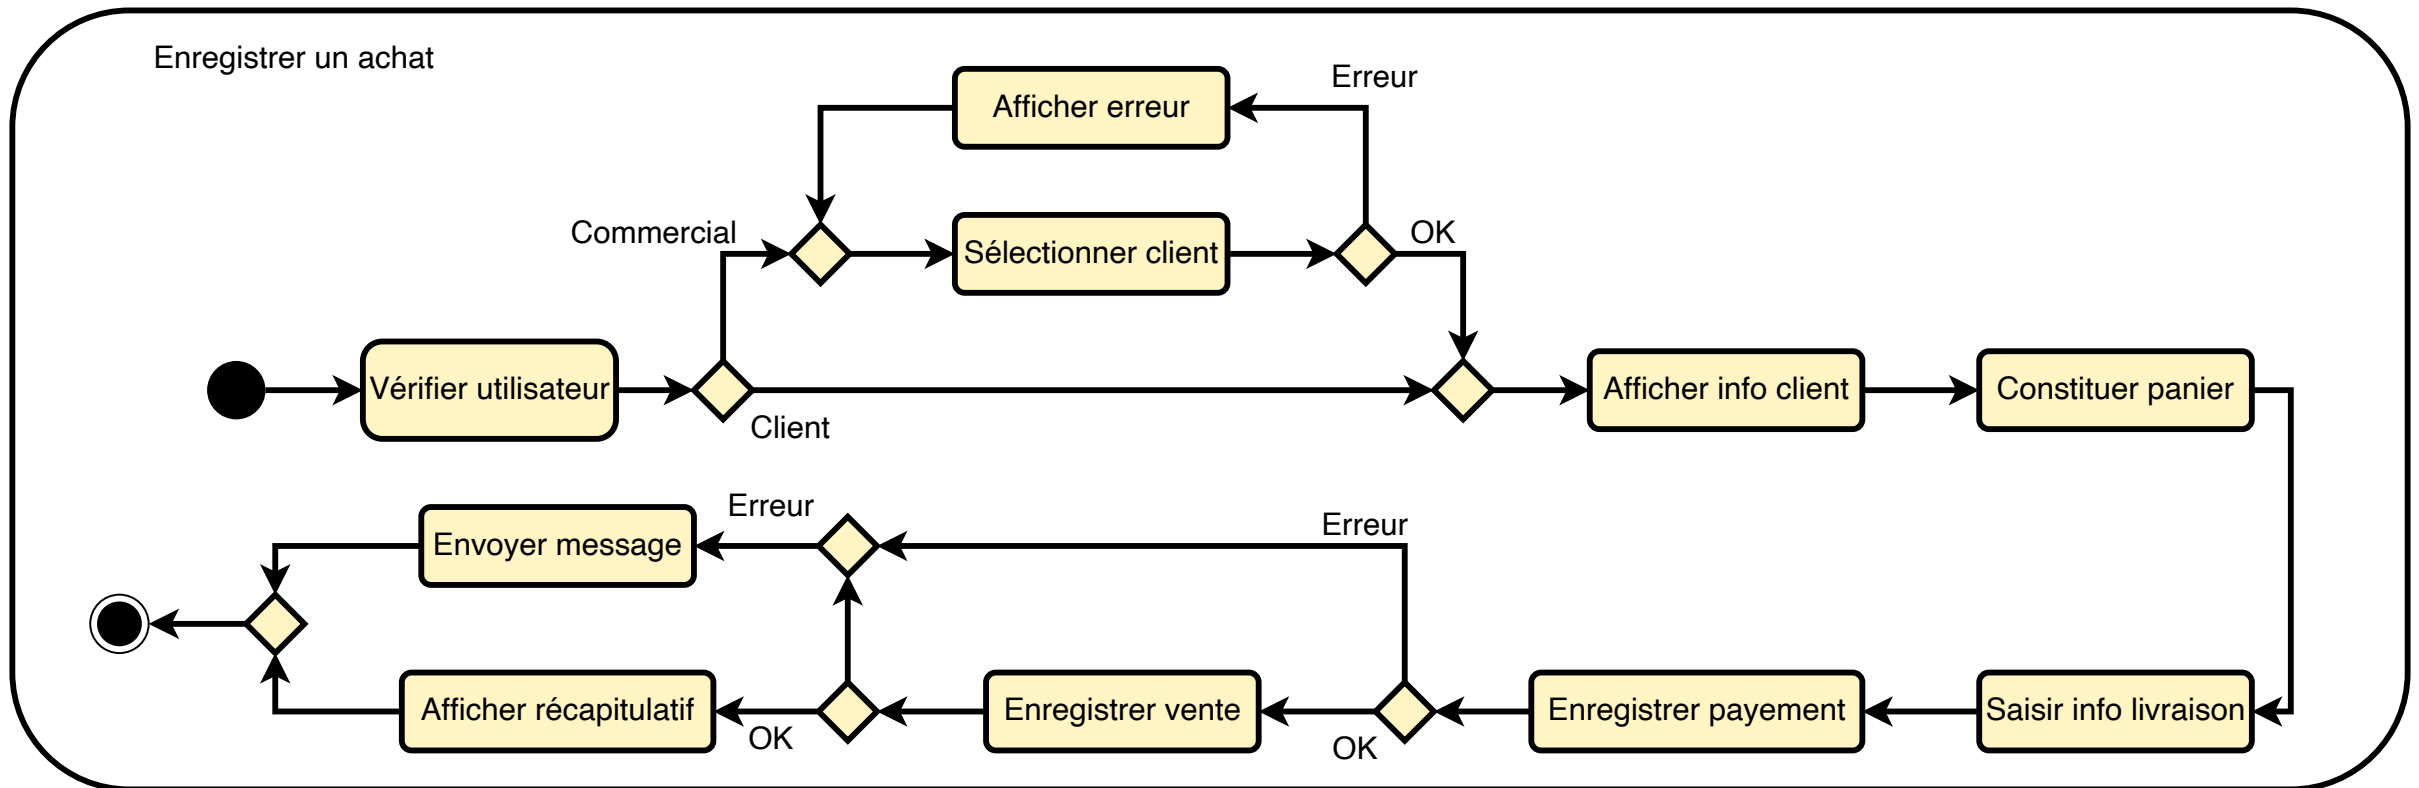 Enregistrer un achat
Erreur
Afficher erreur
Commercial
OK
Sélectionner client
Vérifier utilisateur
Afficher info client
Constituer panier
Client
Erreur
Erreur
Envoyer message
Afficher récapitulatif
Enregistrer vente
Enregistrer payement
Saisir info livraison
OK
OK